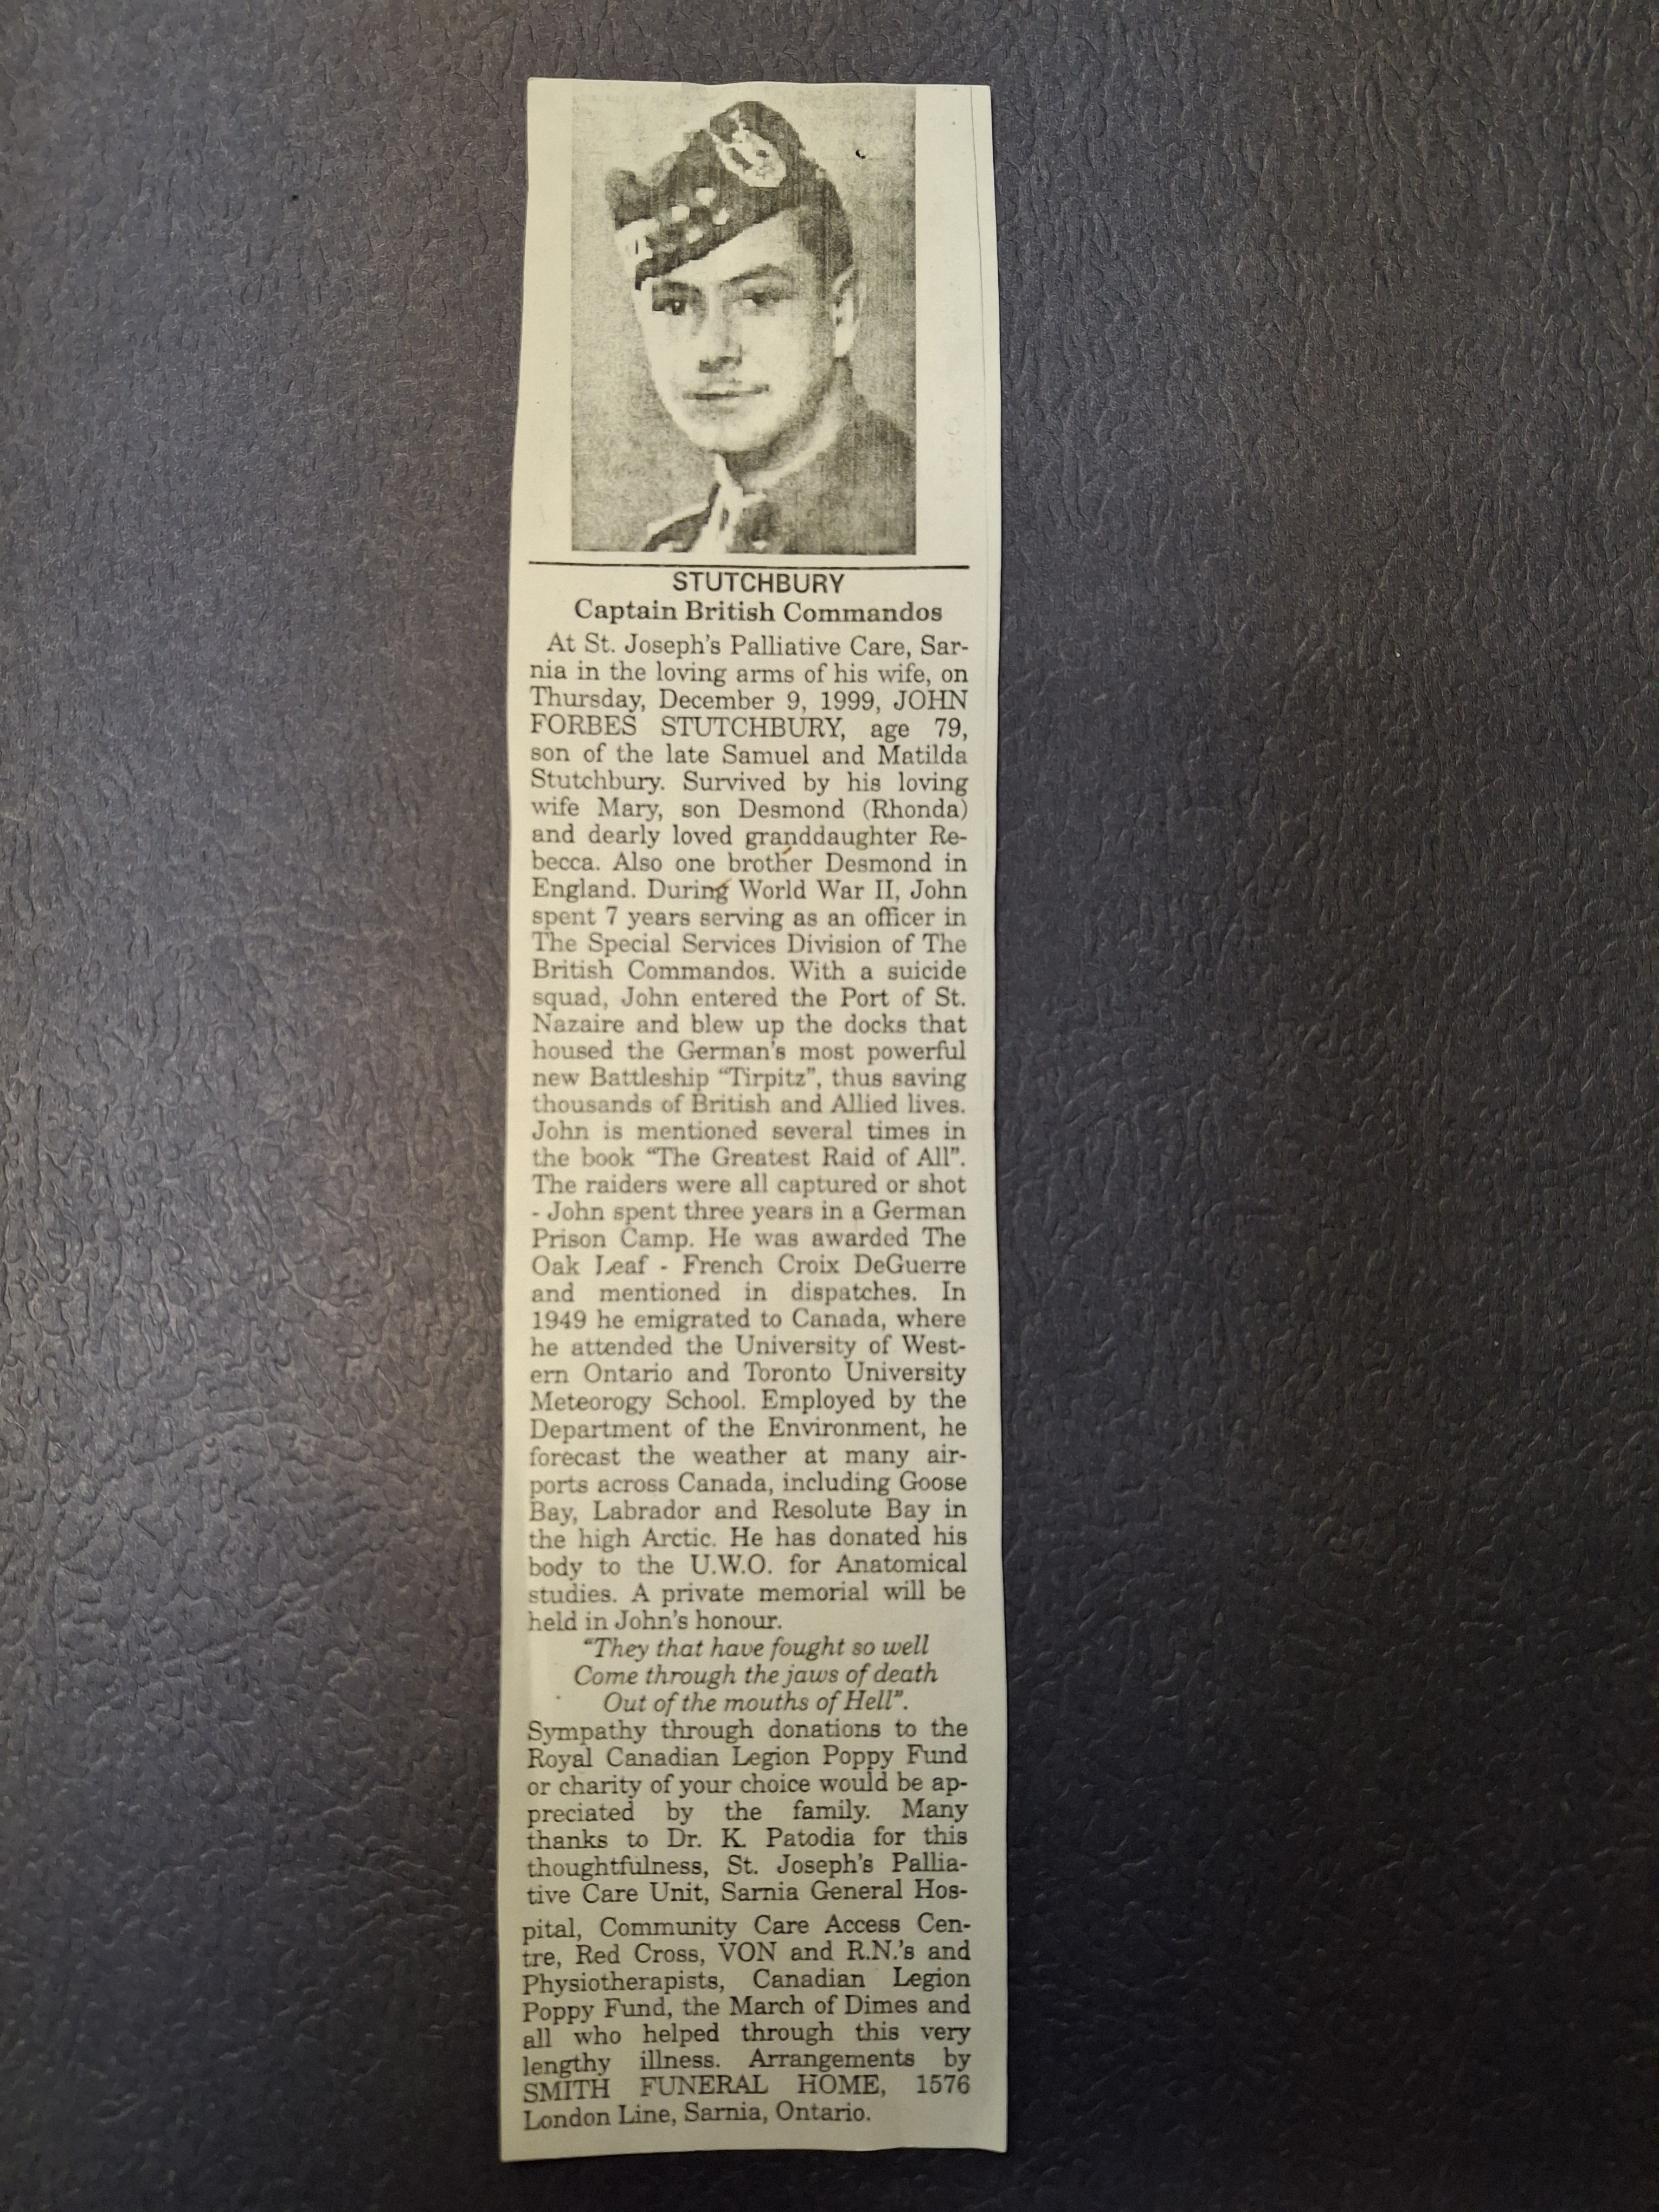 STUTCHBURY
Captain British Commandos
At St. Joseph's Palliative Care, Sar-
nia in the loving arms of his wife, on
Thursday, December 9, 1999, JOHN
FORBES STUTCHBURY, age 79,
son of the late Samuel and Matilda
Stutchbury. Survived by his loving
wife Mary, son Desmond (Rhonda)
and dearly loved granddaughter Re-
becca. Also one brother Desmond in
England. During World War II, John
spent 7 years serving as an officer in
The Special Services Division of The
British Commandos. With a suicide
squad, John entered the Port of St.
Nazaire and blew up the docks that
housed the German's most powerful
new Battleship "Tirpitz", thus saving
thousands of British and Allied lives.
John is mentioned several times in
the book "The Greatest Raid of All".
The raiders were all captured or shot
- John spent three years in a German
Prison Camp. He was awarded The
Oak Leaf - French Croix DeGuerre
and mentioned in dispatches. In
1949 he emigrated to Canada, where
he attended the University of West-
ern Ontario and Toronto University
Meteorogy School. Employed by the
Department of the Environment, he
forecast the weather at many air-
ports across Canada, including Goose
Bay, Labrador and Resolute Bay in
the high Arctic. He has donated his
body to the U.W.O. for Anatomical
studies. A private memorial will be
held in John's honour.
"They that have fought so well
Come through the jaws of death
Out of the mouths of Hell".
Sympathy through donations to the
Royal Canadian Legion Poppy Fund
or charity of your choice would be ap-
preciated by the family. Many
thanks to Dr. K. Patodia for this
thoughtfulness, St. Joseph's Pallia-
tive Care Unit, Sarnia General Hos-
pital, Community Care Access Cen-
tre, Red Cross, VON and R.N.'s and
Physiotherapists, Canadian Legion
Poppy Fund, the March of Dimes and
all who helped through this very
lengthy illness. Arrangements by
SMITH FUNERAL HOME, 1576
London Line, Sarnia, Ontario.